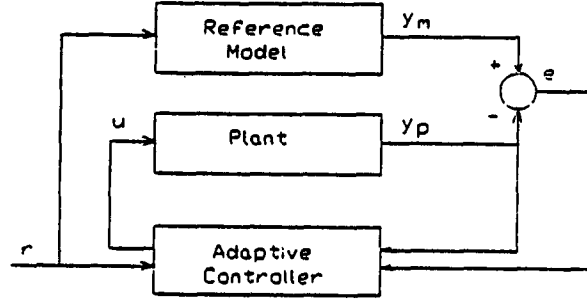 Reference
Model
ym
+
e
-
u
Plant
yp
r
Adaptive
Controller